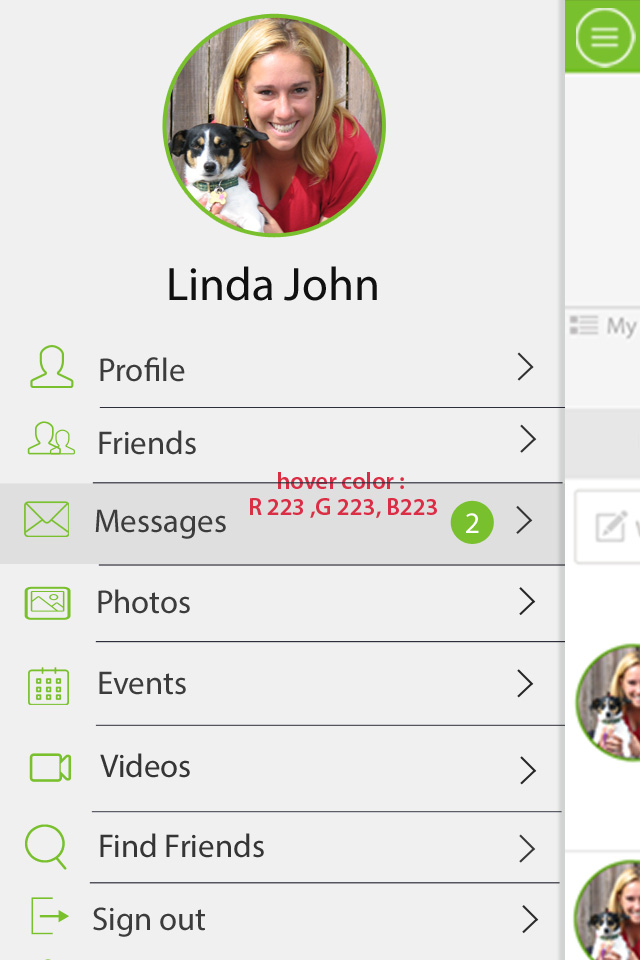 Linda John
My
Profile
Friends
hover color :
R 223 ,G 223, B223
Messages
2
Photos
Events
Videos
Find Friends
Sign out